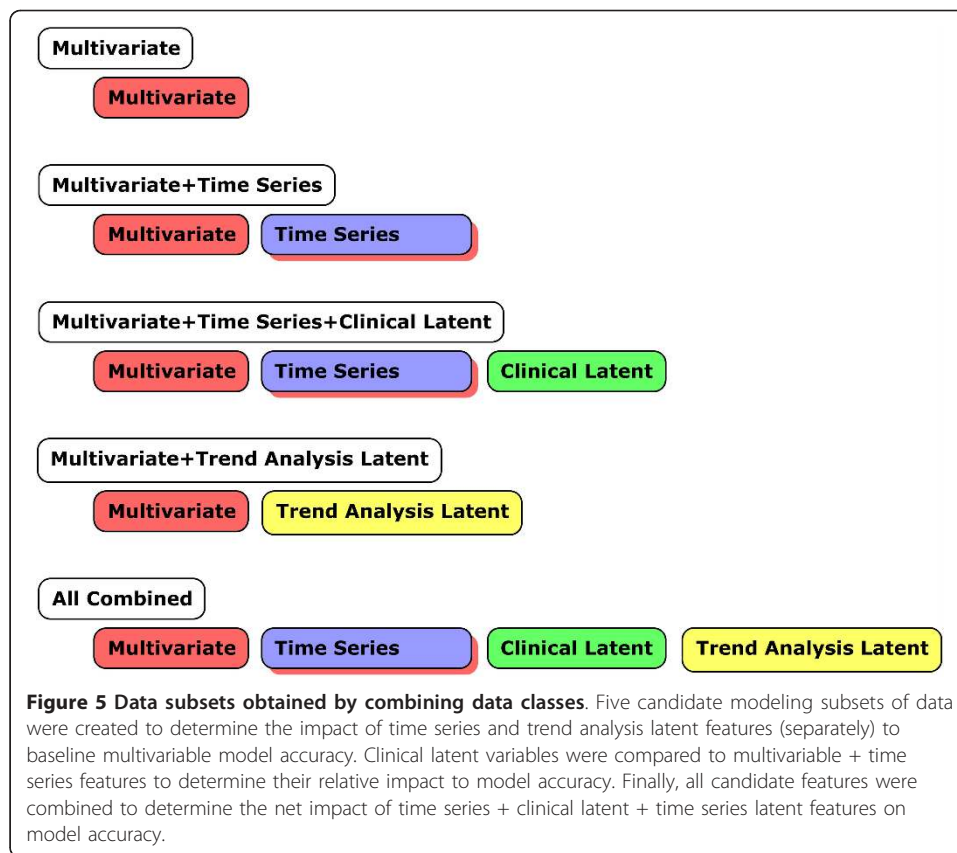 Multivariate
Multivariate
Multivariate+Time Series
Multivariate Time Series
Multivariate+Time Series+Clinical Latent
Multivariate Time Series Clinical Latent
Multivariate+Trend Analysis Latent
Multivariate Trend Analysis Latent
All Combined
Multivariate Time Series Clinical Latent Trend Analysis Latent
Figure 5 Data subsets obtained by combining data classes. Five candidate modeling subsets of data
were created to determine the impact of time series and trend analysis latent features (separately) to
baseline multivariable model accuracy. Clinical latent variables were compared to multivariable + time
series features to determine their relative impact to model accuracy. Finally, all candidate features were
combined to determine the net impact of time series + clinical latent + time series latent features on
model accuracy.